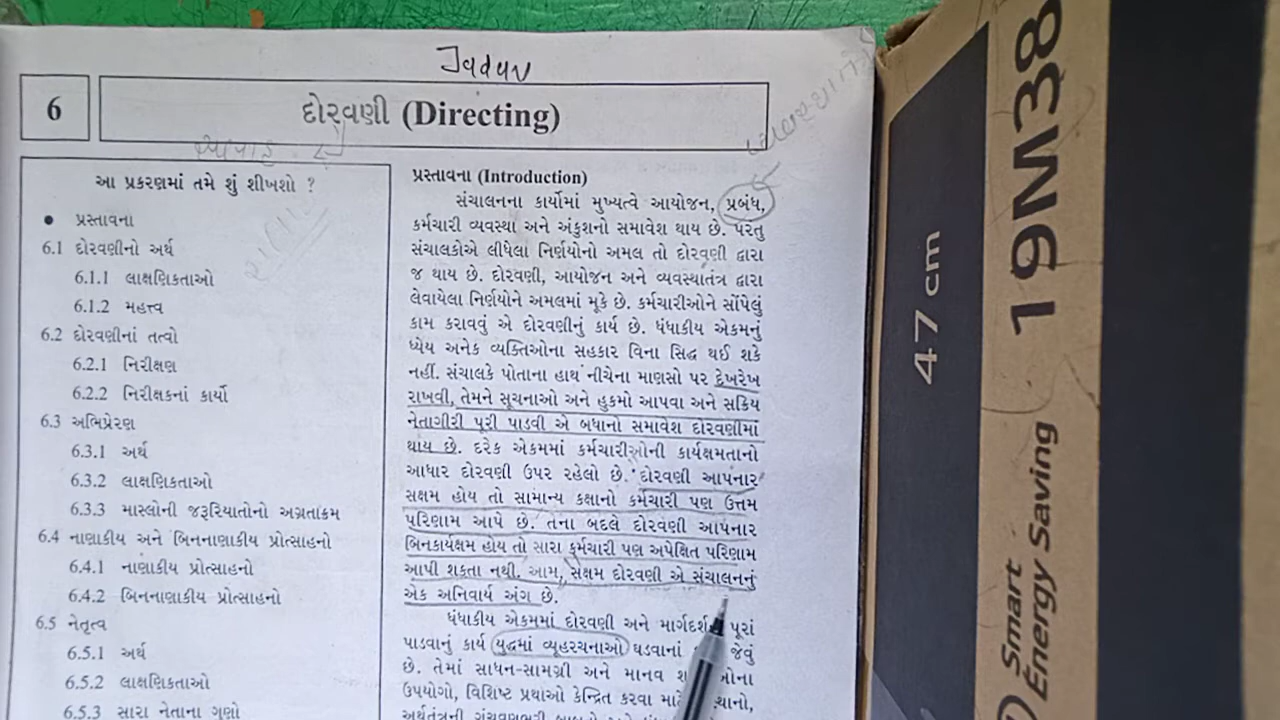 Jadav
6
દોરવણી (Directing)
આ પ્રકરણમાં તમે શું શીખશો ?
• પ્રસ્તાવના
6.1 દોરવણીનો અર્થ
6.1.1 લાક્ષણિકતાઓ
6.1.2 મહત્ત્વ
6.2 દોરવણીનાં તત્વો
6.2.1 નિરીક્ષણ
6.2.2 નિરીક્ષકનાં કાર્યો
6.3 અભિપ્રેરણ
6.3.1 અર્થ
6.3.2 લાક્ષણિકતાઓ
6.3.3 માસ્લોની જરૂરિયાતોનો અગ્રતાક્રમ
6.4 નાણાકીય અને બિનનાણાકીય પ્રોત્સાહનો
6.4.1 નાણાકીય પ્રોત્સાહનો
6.4.2 બિનનાણાકીય પ્રોત્સાહનો
6.5 નેતૃત્વ
6.5.1 અર્થ
6.5.2 લાક્ષણિકતાઓ
6.5.3 સારા નેતાના ગુણો
પ્રસ્તાવના (Introduction)
સંચાલનના કાર્યોમાં મુખ્યત્વે આયોજન, પ્રબંધ,
કર્મચારી વ્યવસ્થા અને અંકુશનો સમાવેશ થાય છે. પરંતુ
સંચાલકોએ લીધેલા નિર્ણયોનો અમલ તો દોરવણી દ્વારા
જ થાય છે. દોરવણી, આયોજન અને વ્યવસ્થાતંત્ર દ્વારા
લેવાયેલા નિર્ણયોને અમલમાં મૂકે છે. કર્મચારીઓને સોંપેલું
કામ કરાવવું એ દોરવણીનું કાર્ય છે. ધંધાકીય એકમનું
ધ્યેય અનેક વ્યક્તિઓના સહકાર વિના સિદ્ધ થઈ શકે
નહીં. સંચાલકે પોતાના હાથ નીચેના માણસો પર દેખરેખ
રાખવી, તેમને સૂચનાઓ અને હુકમો આપવા અને સક્રિય
નેતાગીરી પૂરી પાડવી એ બધાનો સમાવેશ દોરવણીમાં
થાય છે. દરેક એકમમાં કર્મચારીઓની કાર્યક્ષમતાનો
આધાર દોરવણી ઉપર રહેલો છે. દોરવણી આપનાર
સક્ષમ હોય તો સામાન્ય કક્ષાનો કર્મચારી પણ ઉત્તમ
પરિણામ આપે છે. તેના બદલે દોરવણી આપનાર
બિનકાર્યક્ષમ હોય તો સારા કર્મચારી પણ અપેક્ષિત પરિણામ
આપી શકતા નથી. આમ, સક્ષમ દોરવણી એ સંચાલનનું
એક અનિવાર્ય અંગ છે.
ધંધાકીય એકમમાં દોરવણી અને માર્ગદર્શન પૂરાં
પાડવાનું કાર્ય યુદ્ધમાં વ્યૂહરચનાઓ ઘડવાનાં જેવું
છે. તેમાં સાધન-સામગ્રી અને માનવ
ઉપયોગો, વિશિષ્ટ પ્રથાઓ કેન્દ્રિત કરવા
47 cm
19M38
Smart
Energy Saving